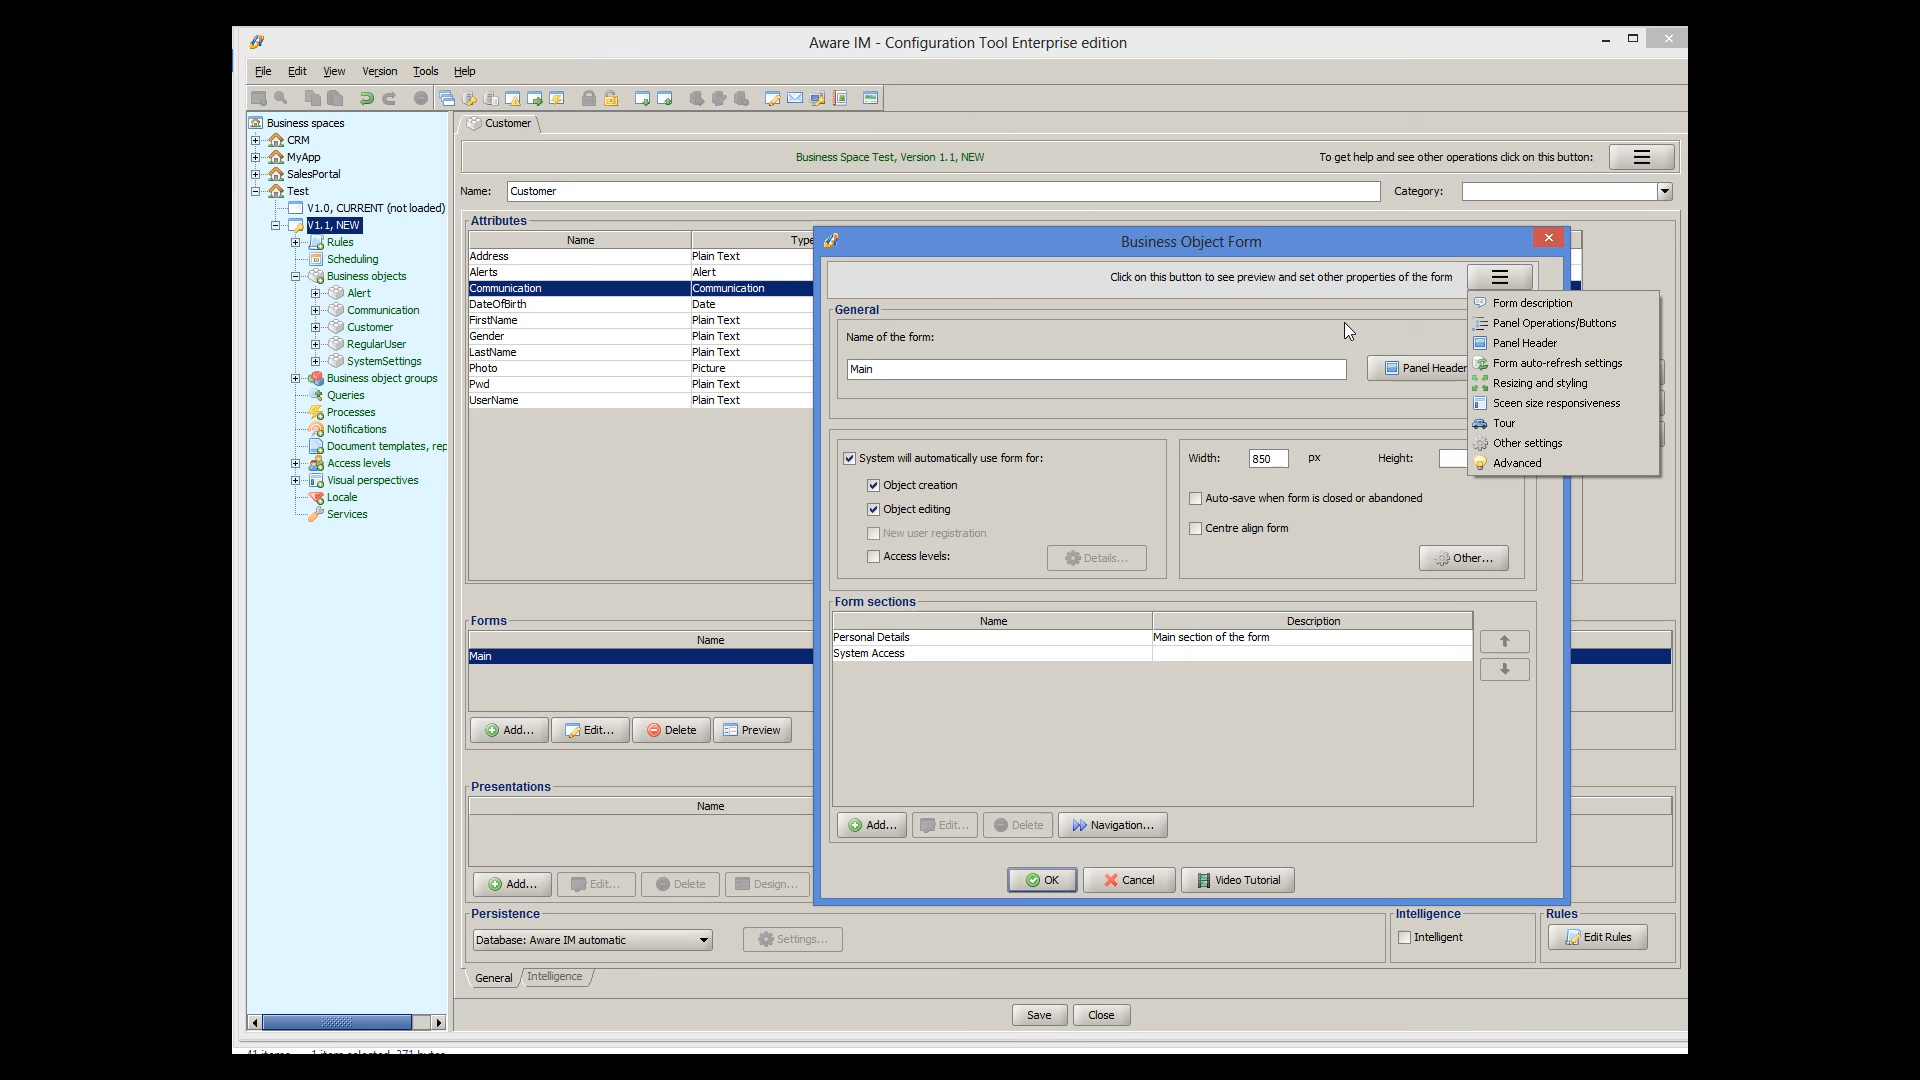 Aware IM - Configuration Tool Enterprise edition
File Edit View Version Tools Help
Business spaces
CRM
MyApp
SalesPortal
Test
V1.0, CURRENT (not loaded)
V1.1, NEW
Rules
Scheduling
Business objects
Alert
Communication
Customer
RegularUser
SystemSettings
Business object groups
Queries
Processes
Notifications
Document templates, rep
Access levels
Visual perspectives
Locale
Services
Customer
Business Space Test, Version 1.1, NEW
To get help and see other operations click on this button:
Name: Customer
Category:
Attributes
Name Type
Address Plain Text
Alerts Alert
Communication Communication
DateOfBirth Date
FirstName Plain Text
Gender Plain Text
LastName Plain Text
Photo Picture
Pwd Plain Text
UserName Plain Text
Forms
Name
Main
Add... Edit... Delete Preview
Presentations
Name
Add... Edit... Delete Design...
Persistence
Database: Aware IM automatic
Settings...
Intelligence
Intelligent
Rules
Edit Rules
General Intelligence
Save Close
Business Object Form
Click on this button to see preview and set other properties of the form
General
Name of the form:
Main
Panel Header
Form description
Panel Operations/Buttons
Panel Header
Form auto-refresh settings
Resizing and styling
Sceen size responsiveness
Tour
Other settings
Advanced
System will automatically use form for:
Object creation
Object editing
New user registration
Access levels:
Details...
Width: 850 px Height:
Auto-save when form is closed or abandoned
Centre align form
Other...
Form sections
Name Description
Personal Details Main section of the form
System Access
Add... Edit... Delete Navigation...
OK Cancel Video Tutorial